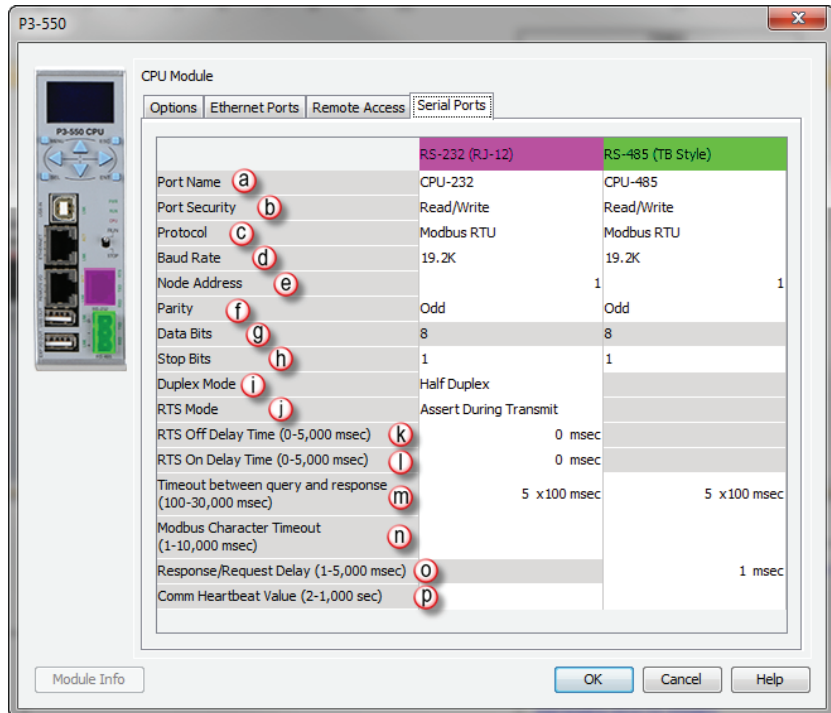 P3-550
CPU Module
Options Ethernet Ports Remote Access Serial Ports
P3-550 CPU
RS-232 (RJ-12) RS-485 (TB Style)
Port Name a CPU-232 CPU-485
Port Security b Read/Write Read/Write
Protocol c Modbus RTU Modbus RTU
Baud Rate d 19.2K 19.2K
Node Address e 1 1
Parity f Odd Odd
Data Bits g 8 8
Stop Bits h 1 1
Duplex Mode i Half Duplex
RTS Mode j Assert During Transmit
RTS Off Delay Time (0-5,000 msec) k 0 msec
RTS On Delay Time (0-5,000 msec) l 0 msec
Timeout between query and response
(100-30,000 msec) m 5 x100 msec 5 x100 msec
Modbus Character Timeout
(1-10,000 msec) n
Response/Request Delay (1-5,000 msec) o 1 msec
Comm Heartbeat Value (2-1,000 sec) p
Module Info OK Cancel Help